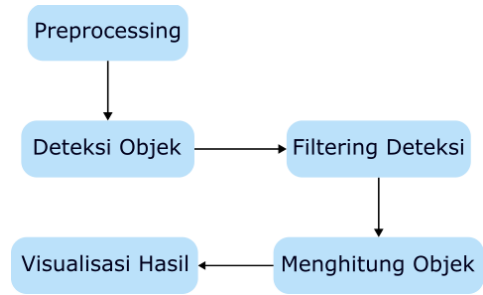 Preprocessing
Deteksi Objek
Filtering Deteksi
Menghitung Objek
Visualisasi Hasil